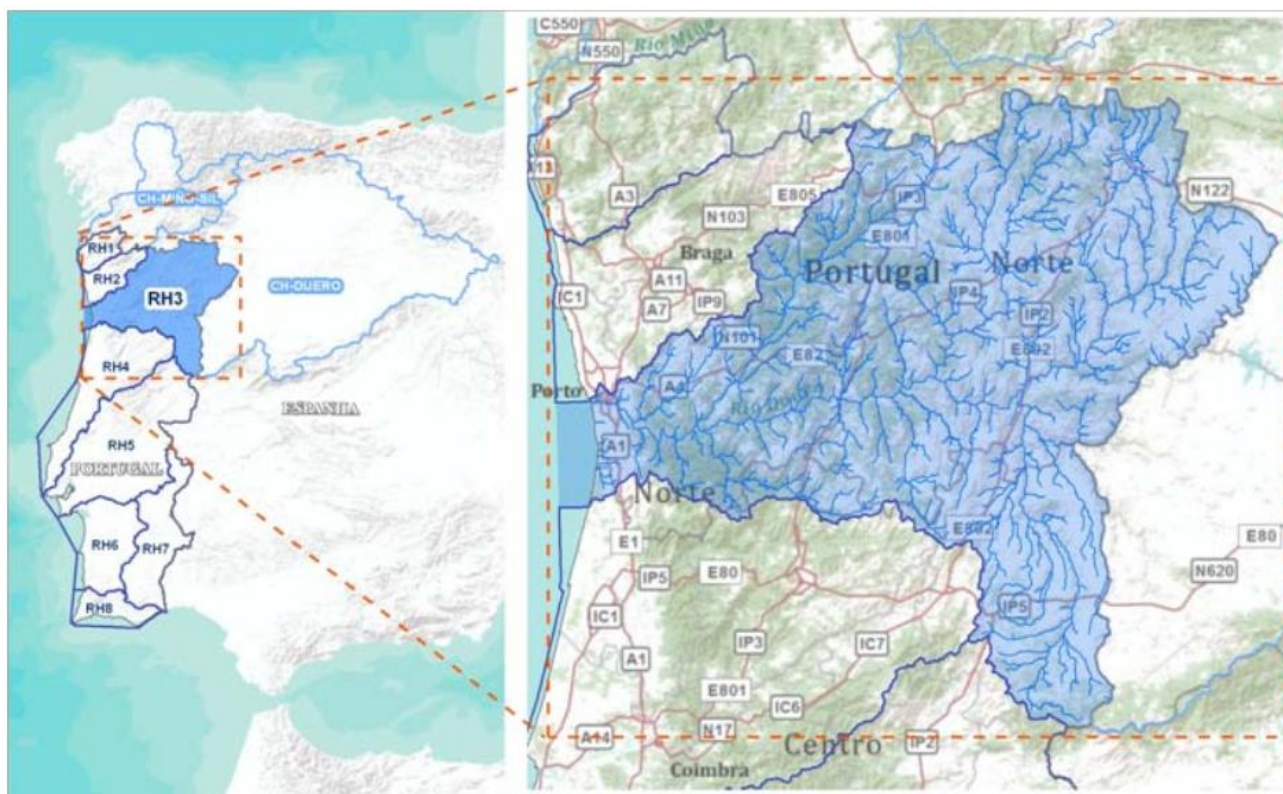 CH-MIÑO-SIL
RH1
RH2
RH3
CH-DUERO
RH4
ESPANHA
RH5
PORTUGAL
RH6
RH7
RH8
C550
N550
Rio Minho
A3
E805
N103
IP3
N122
E801
Braga
Portugal
Norte
A11
IC1
A7
IP9
IP4
IP2
N101
E82
E802
Porto
A4
Rio Douro
A1
Norte
E802
E1
E80
IP5
E80
N620
IC1
IP5
IP3
IC7
A1
E801
IC6
N17
A14
Centro
IP2
Coimbra